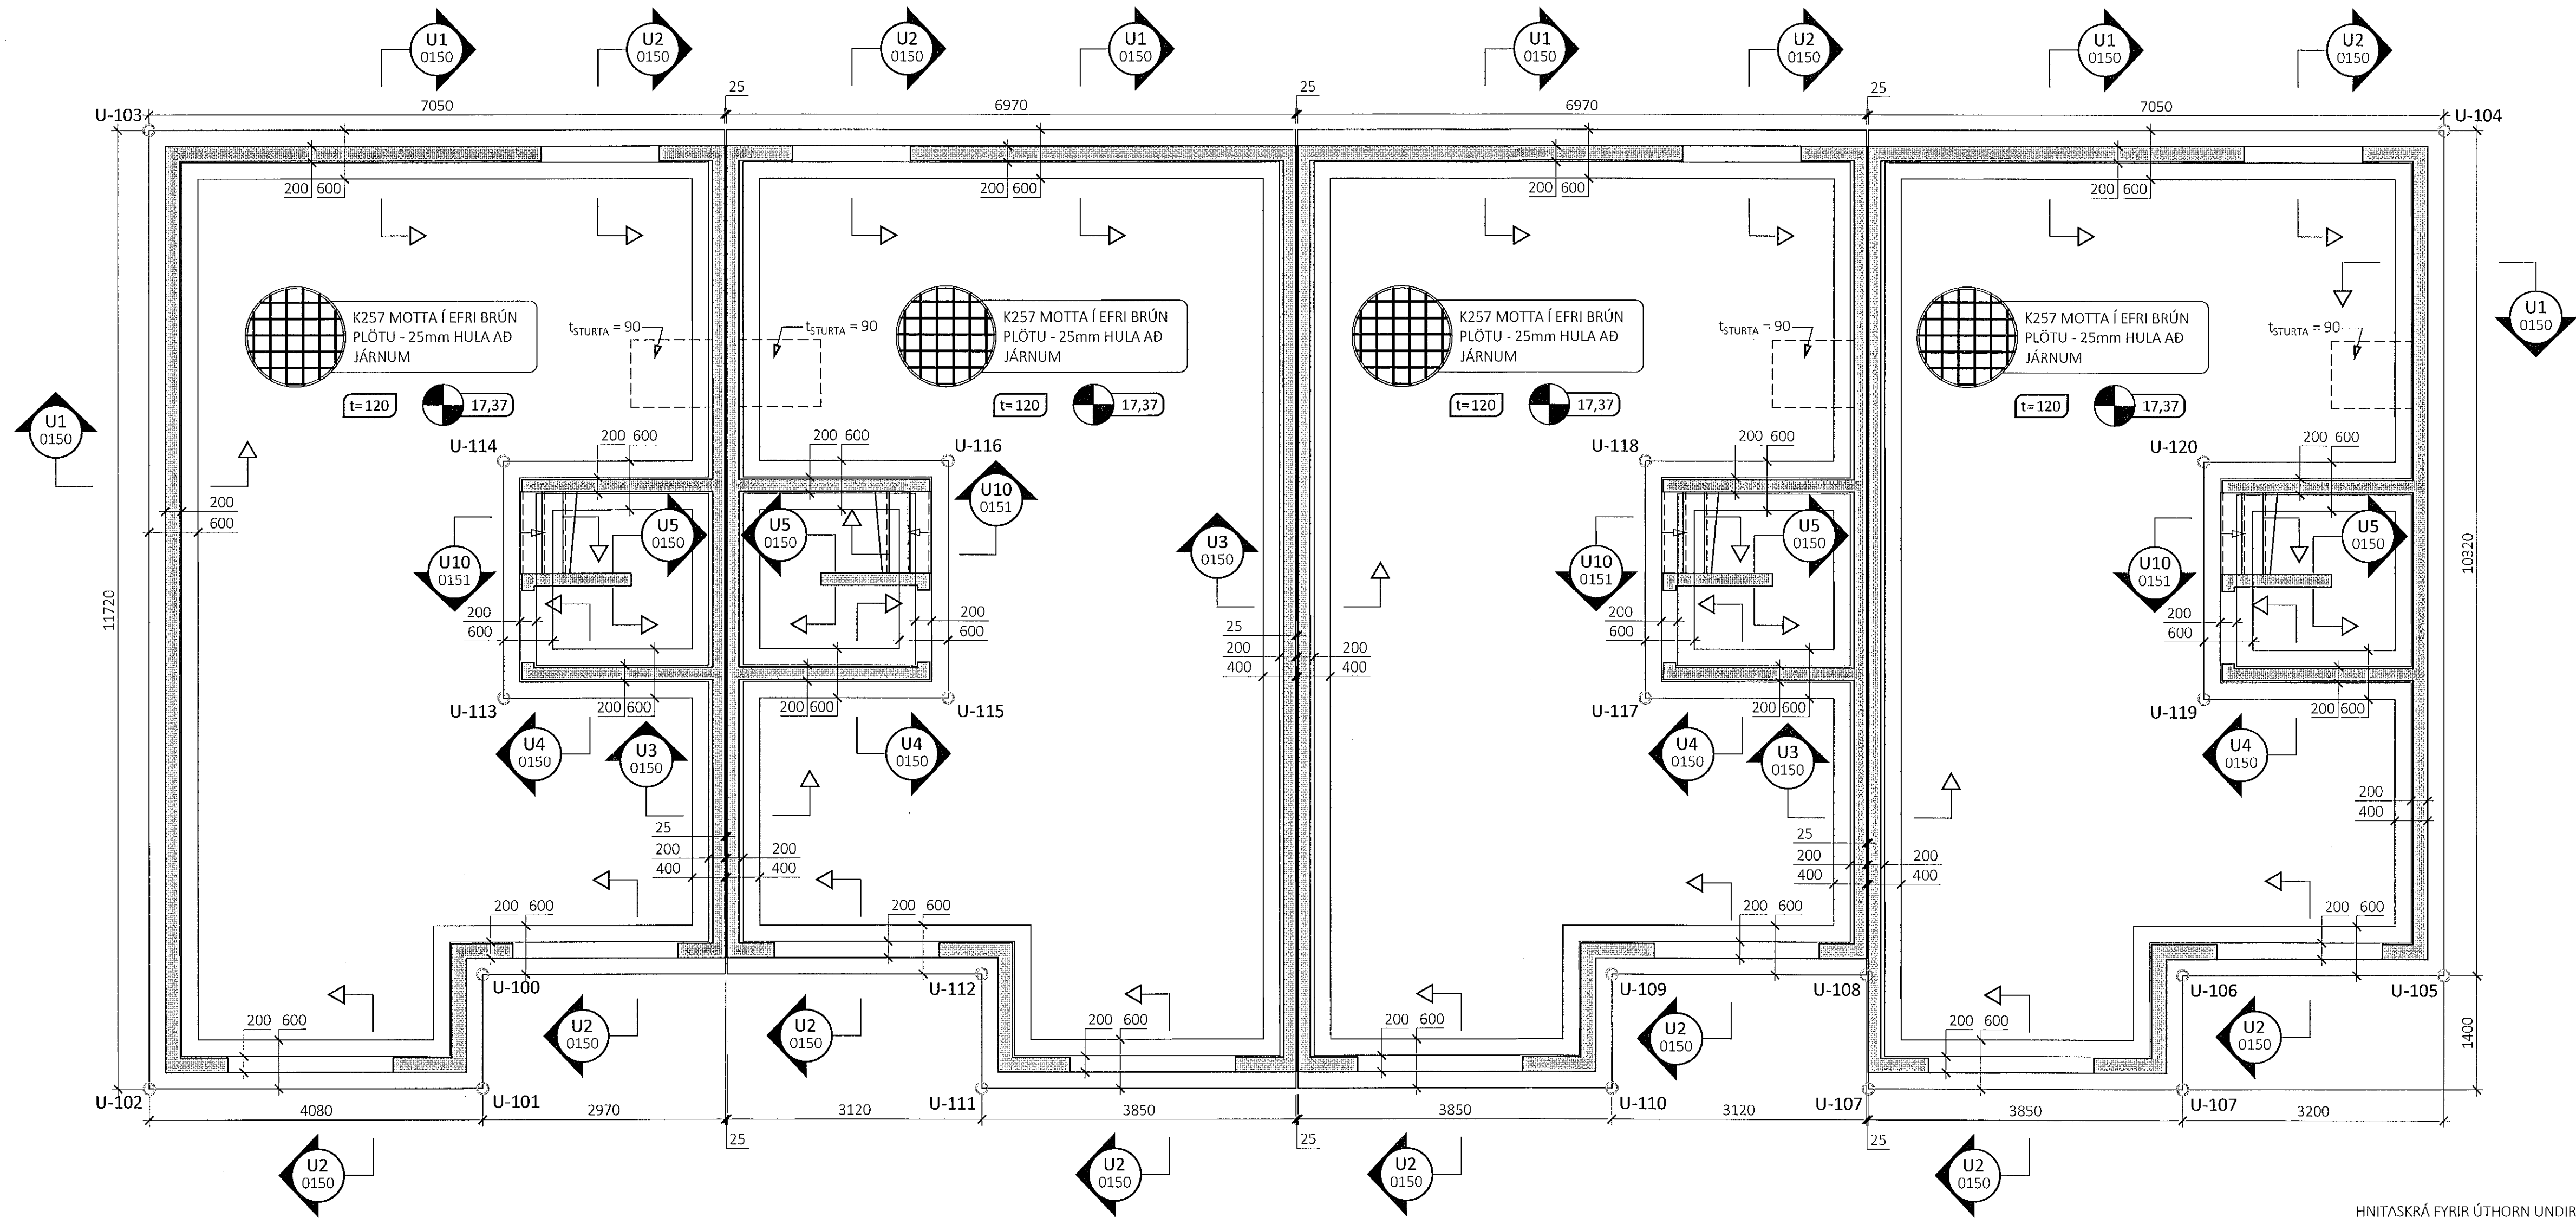 U1 U2 U2 U1 U1 U2 U1 U2
0150 0150 0150 0150 0150 0150 0150 0150
25 25 25
7050 6970 6970 7050
U-103 U-104
200 600 200 600 200 600 200 600
K257 MOTTA Í EFRI BRÚN
PLÖTU - 25mm HULA AÐ
JÁRNUM
tSTURTA = 90
tSTURTA = 90
K257 MOTTA Í EFRI BRÚN
PLÖTU - 25mm HULA AÐ
JÁRNUM
K257 MOTTA Í EFRI BRÚN
PLÖTU - 25mm HULA AÐ
JÁRNUM
tSTURTA = 90
K257 MOTTA Í EFRI BRÚN
PLÖTU - 25mm HULA AÐ
JÁRNUM
tSTURTA = 90
U1
0150
t=120 17,37 t=120 17,37 t=120 17,37 t=120 17,37
U1
0150
U-114 200 600 200 600 U-116 U-118 200 600 U-120 200 600
200
600
U10
0151
U5
0150
U5
0150
U10
0151
U3
0150
U10
0151
U5
0150
U10
0151
U5
0150
11720
10320
200 200 200 200
600 600 600 600
25
200 200
400 400
U-113 200 600 200 600 U-115 U-117 200 600 U-119 200 600
U4
0150
U3
0150
U4
0150
U4
0150
U3
0150
U4
0150
200
400
25
200 200
400 400
25
200 200
400 400
200 600 200 600 200 600 200 600
U-100 U-112 U-109 U-108 U-106 U-105
U2
0150
U2
0150
U2
0150
U2
0150
200 600 200 600 200 600 200 600
1400
U-102 U-101 U-111 U-110 U-107 U-107
4080 2970 3120 3850 3850 3120 3850 3200
25 25 25
U2
0150
U2
0150
U2
0150
U2
0150
HNITASKRÁ FYRIR ÚTHORN UNDIR